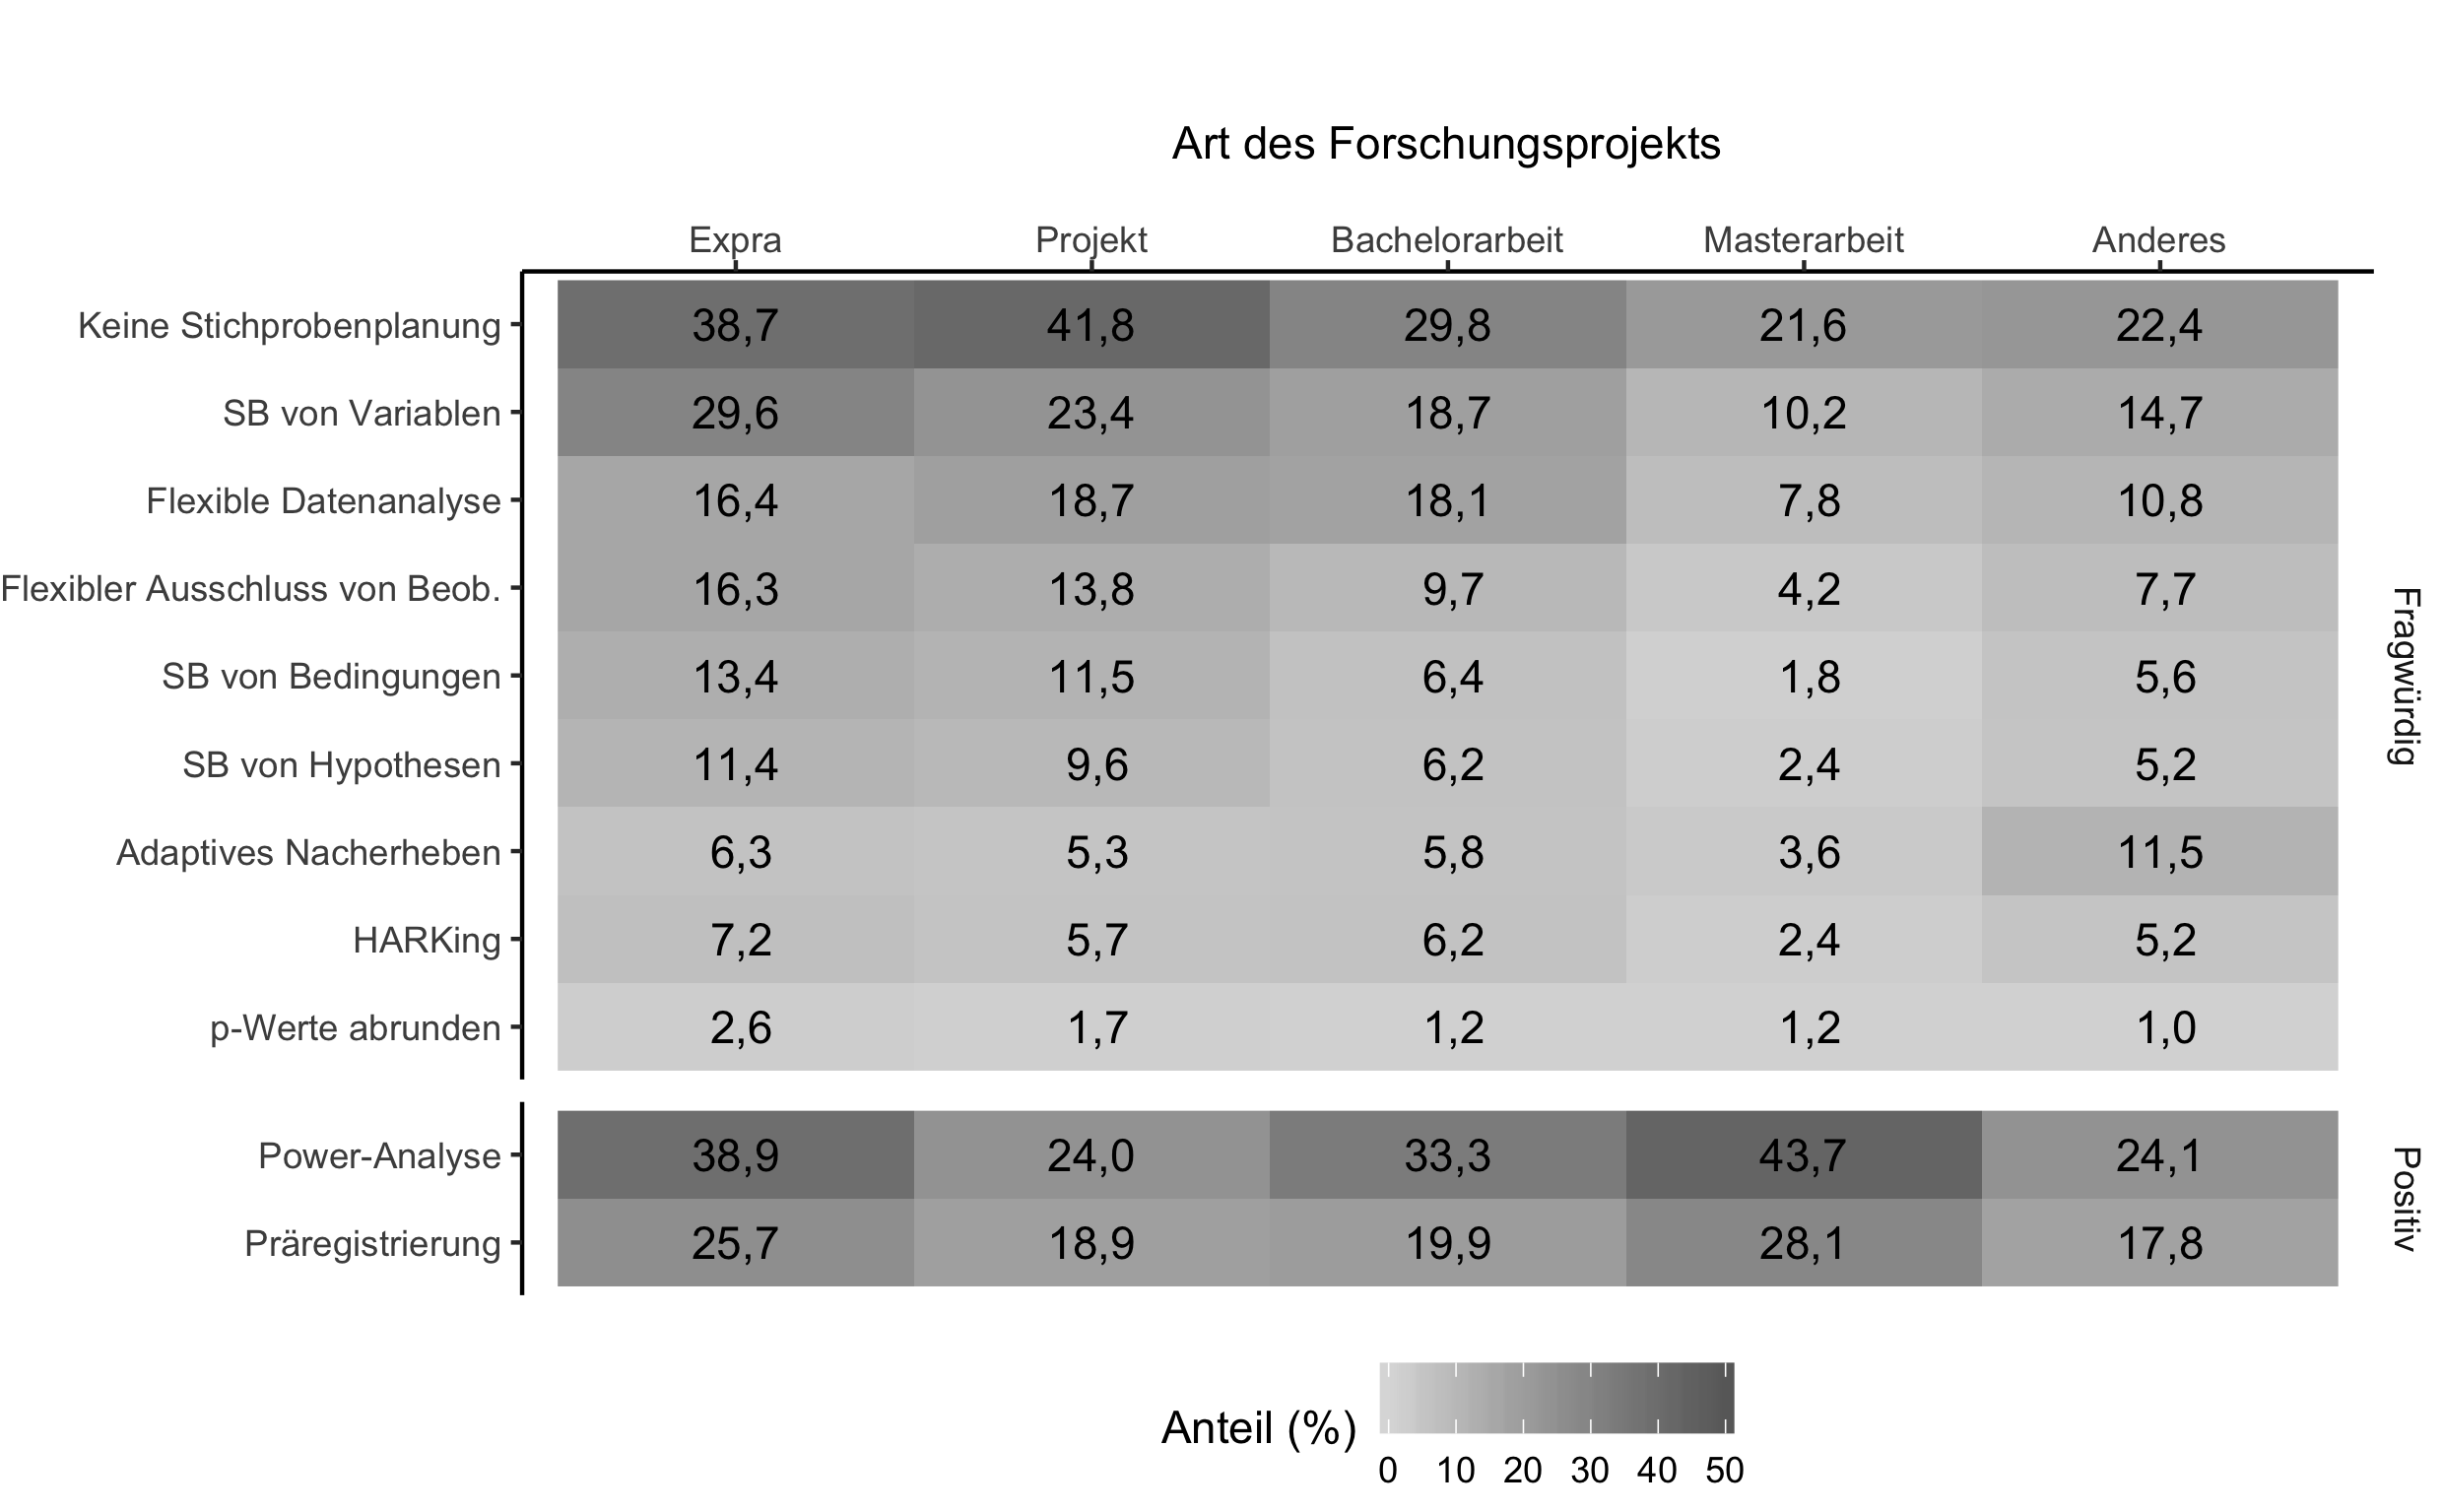 Art des Forschungsprojekts
Expra Projekt Bachelorarbeit Masterarbeit Anderes
Keine Stichprobenplanung 38,7 41,8 29,8 21,6 22,4
SB von Variablen 29,6 23,4 18,7 10,2 14,7
Flexible Datenanalyse 16,4 18,7 18,1 7,8 10,8
Flexibler Ausschluss von Beob. 16,3 13,8 9,7 4,2 7,7
SB von Bedingungen 13,4 11,5 6,4 1,8 5,6
SB von Hypothesen 11,4 9,6 6,2 2,4 5,2
Adaptives Nacherheben 6,3 5,3 5,8 3,6 11,5
HARKing 7,2 5,7 6,2 2,4 5,2
p-Werte abrunden 2,6 1,7 1,2 1,2 1,0
Fragwürdig
Power-Analyse 38,9 24,0 33,3 43,7 24,1
Präregistrierung 25,7 18,9 19,9 28,1 17,8
Positiv
Anteil (%)
0 10 20 30 40 50